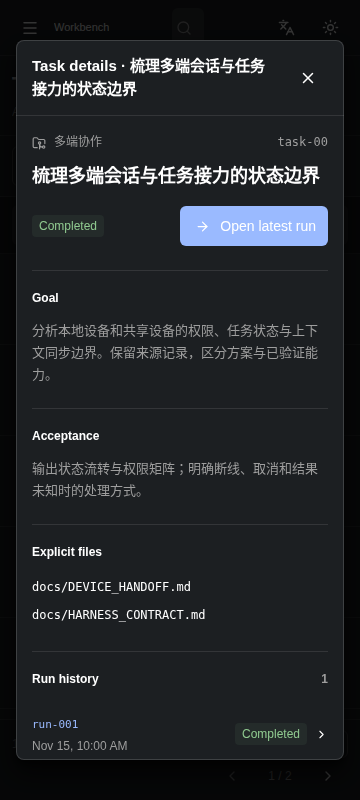 Workbench
Task details · 梳理多端会话与任务
接力的状态边界
多端协作
task-00
梳理多端会话与任务接力的状态边界
Completed
Open latest run
Goal
分析本地设备和共享设备的权限、任务状态与上下
文同步边界。保留来源记录，区分方案与已验证能
力。
Acceptance
输出状态流转与权限矩阵；明确断线、取消和结果
未知时的处理方式。
Explicit files
docs/DEVICE_HANDOFF.md
docs/HARNESS_CONTRACT.md
Run history
1
run-001
Completed
Nov 15, 10:00 AM
1 / 2